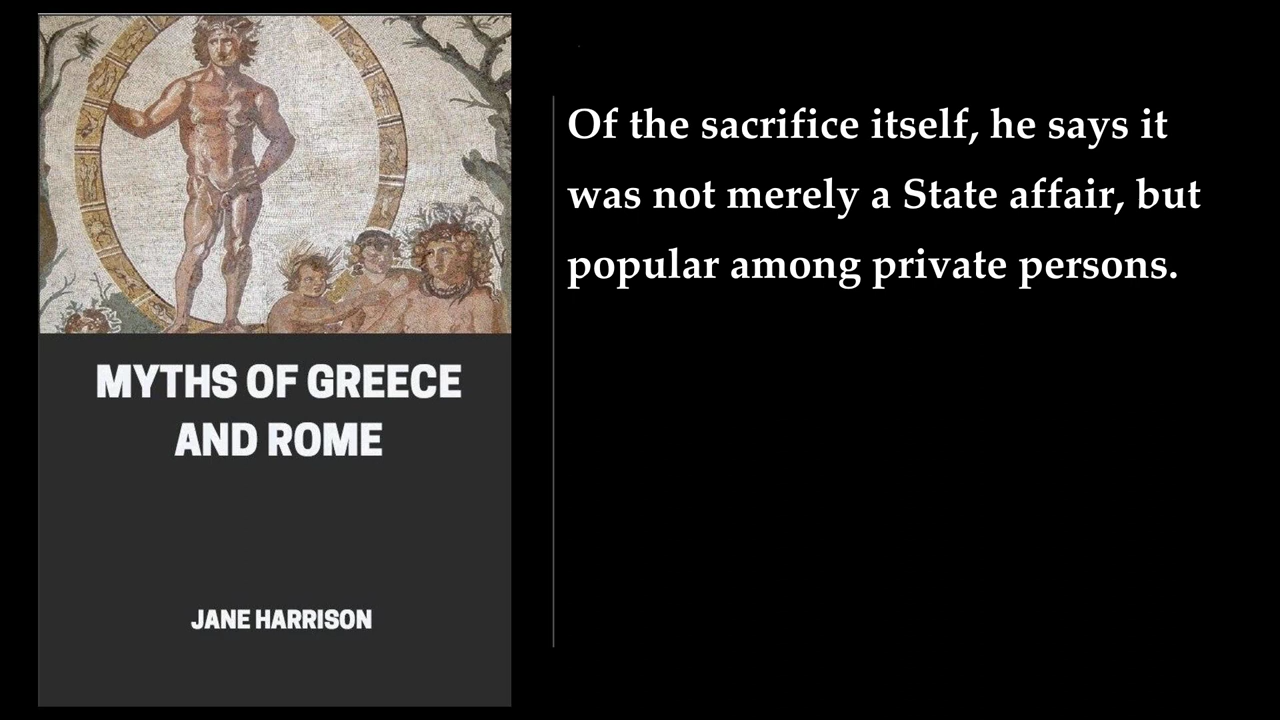 MYTHS OF GREECE
AND ROME
JANE HARRISON
Of the sacrifice itself, he says it
was not merely a State affair, but
popular among private persons.